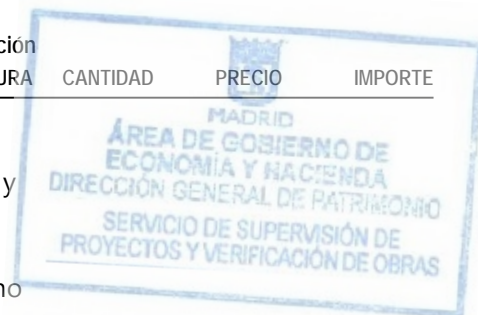 ción
URA CANTIDAD PRECIO IMPORTE
MADRID
ÁREA DE GOBIERNO DE
ECONOMÍA Y HACIENDA
y
DIRECCIÓN GENERAL DE PATRIMONIO
SERVICIO DE SUPERVISIÓN DE
PROYECTOS Y VERIFICACIÓN DE OBRAS
no